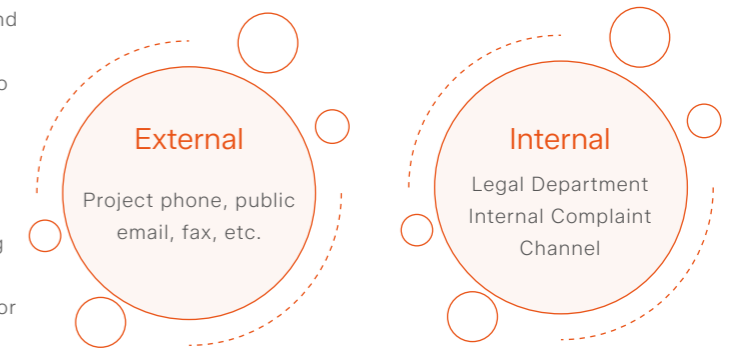 External
Project phone, public
email, fax, etc.
Internal
Legal Department
Internal Complaint
Channel